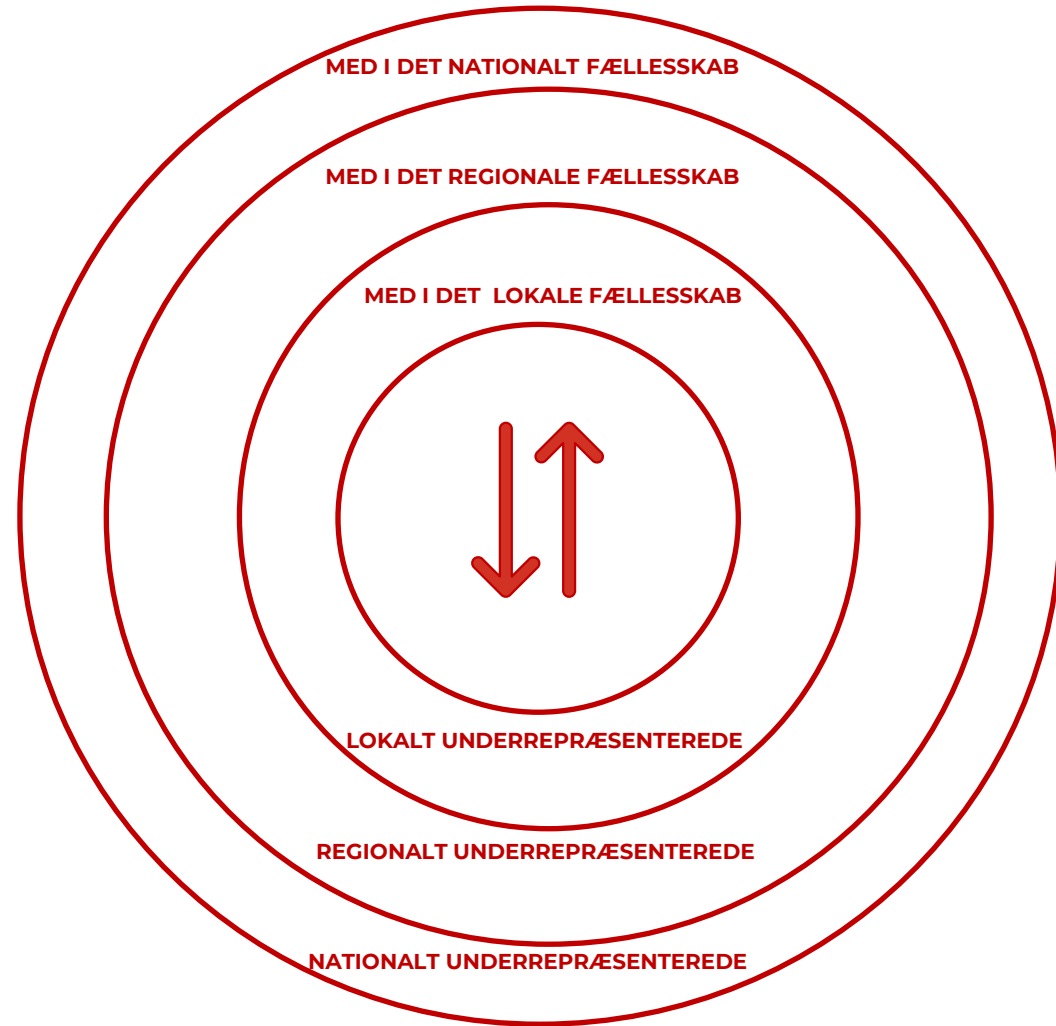 MED I DET NATIONALT FÆLLESSKAB
MED I DET REGIONALE FÆLLESSKAB
MED I DET LOKALE FÆLLESSKAB
LOKALT UNDERREPRÆSENTEREDE
REGIONALT UNDERREPRÆSENTEREDE
NATIONALT UNDERREPRÆSENTEREDE